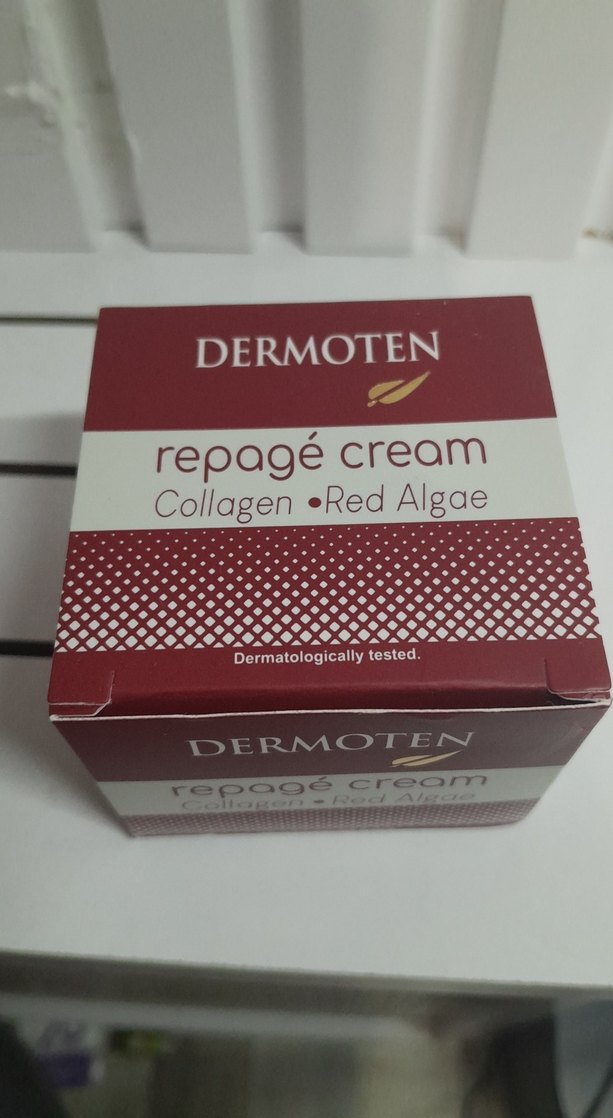 DERMOTEN
repagé cream
Collagen •Red Algae
Dermatologically tested.
DERMOTEN
repagé cream
Collagen • Red Algae